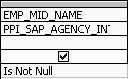 EMP_MID_NAME
PPI_SAP_AGENCY_IN
Is Not Null